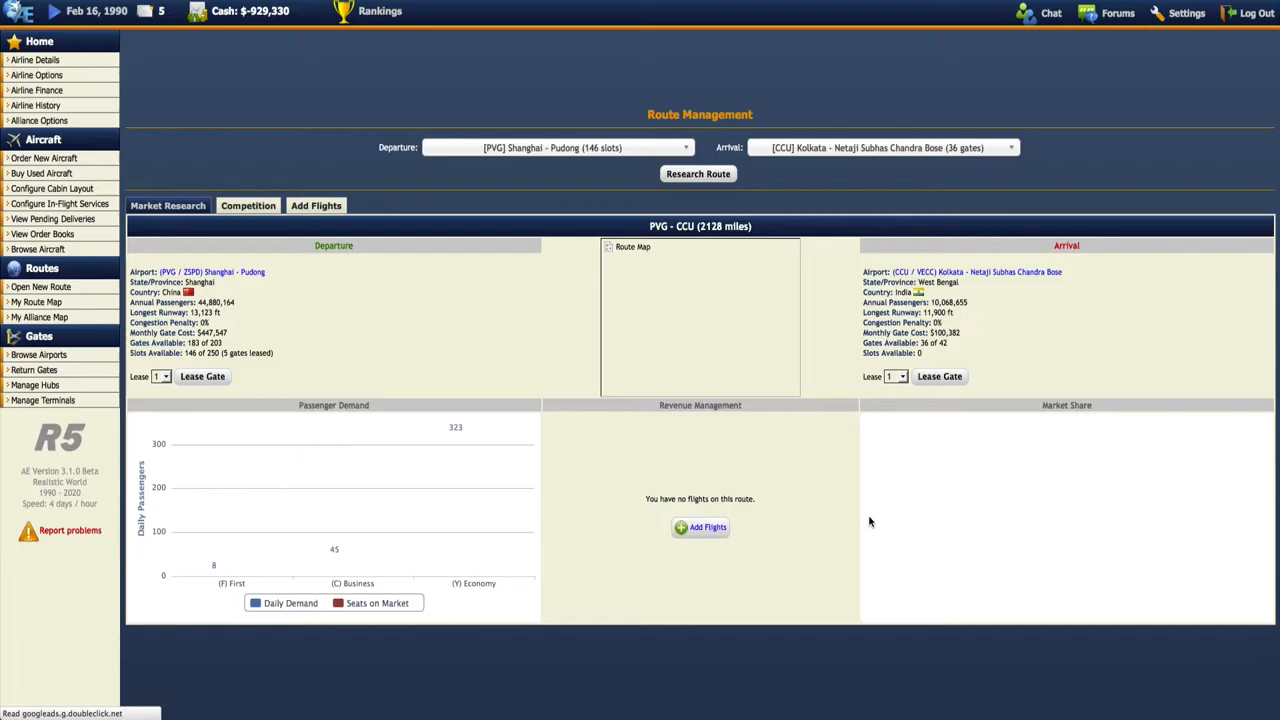 Feb 16, 1990 5 Cash: $-929,330 Rankings Chat Forums Settings Log Out
Home
Airline Details
Airline Options
Airline Finance
Airline History
Alliance Options
Aircraft
Order New Aircraft
Buy Used Aircraft
Configure Cabin Layout
Configure In-Flight Services
View Pending Deliveries
View Order Books
Browse Aircraft
Routes
Open New Route
My Route Map
My Alliance Map
Gates
Browse Airports
Return Gates
Manage Hubs
Manage Terminals
R5
AE Version 3.1.0 Beta
Realistic World
1990 - 2020
Speed: 4 days / hour
Report problems
Route Management
Departure: [PVG] Shanghai - Pudong (146 slots) Arrival: [CCU] Kolkata - Netaji Subhas Chandra Bose (36 gates)
Research Route
Market Research Competition Add Flights
PVG - CCU (2128 miles)
Departure
Airport: (PVG / ZSPD) Shanghai - Pudong
State/Province: Shanghai
Country: China
Annual Passengers: 44,880,164
Longest Runway: 13,123 ft
Congestion Penalty: 0%
Monthly Gate Cost: $447,547
Gates Available: 183 of 203
Slots Available: 146 of 250 (5 gates leased)
Lease 1 Lease Gate
Route Map
Arrival
Airport: (CCU / VECC) Kolkata - Netaji Subhas Chandra Bose
State/Province: West Bengal
Country: India
Annual Passengers: 10,068,655
Longest Runway: 11,900 ft
Congestion Penalty: 0%
Monthly Gate Cost: $100,382
Gates Available: 36 of 42
Slots Available: 0
Lease 1 Lease Gate
Passenger Demand Revenue Management Market Share
Daily Passengers
300
200
100
0
8
45
323
(F) First (C) Business (Y) Economy
Daily Demand Seats on Market
You have no flights on this route.
Add Flights
Read googleads.g.doubleclick.net